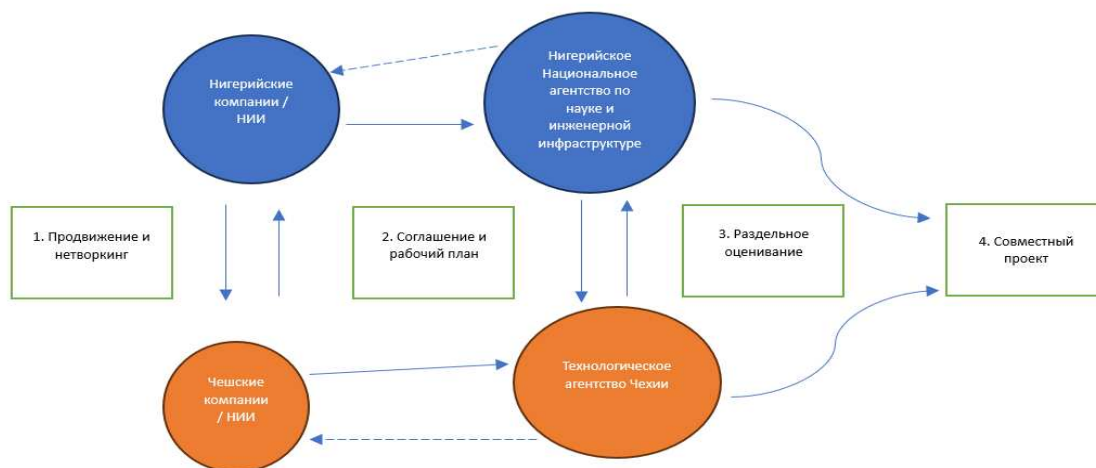 Нигерийские
компании /
НИИ
Нигерийское
Национальное
агентство по
науке и
инженерной
инфраструктуре
1. Продвижение и
нетворкинг
2. Соглашение и
рабочий план
3. Раздельное
оценивание
4. Совместный
проект
Чешские
компании
/ НИИ
Технологическое
агентство Чехии